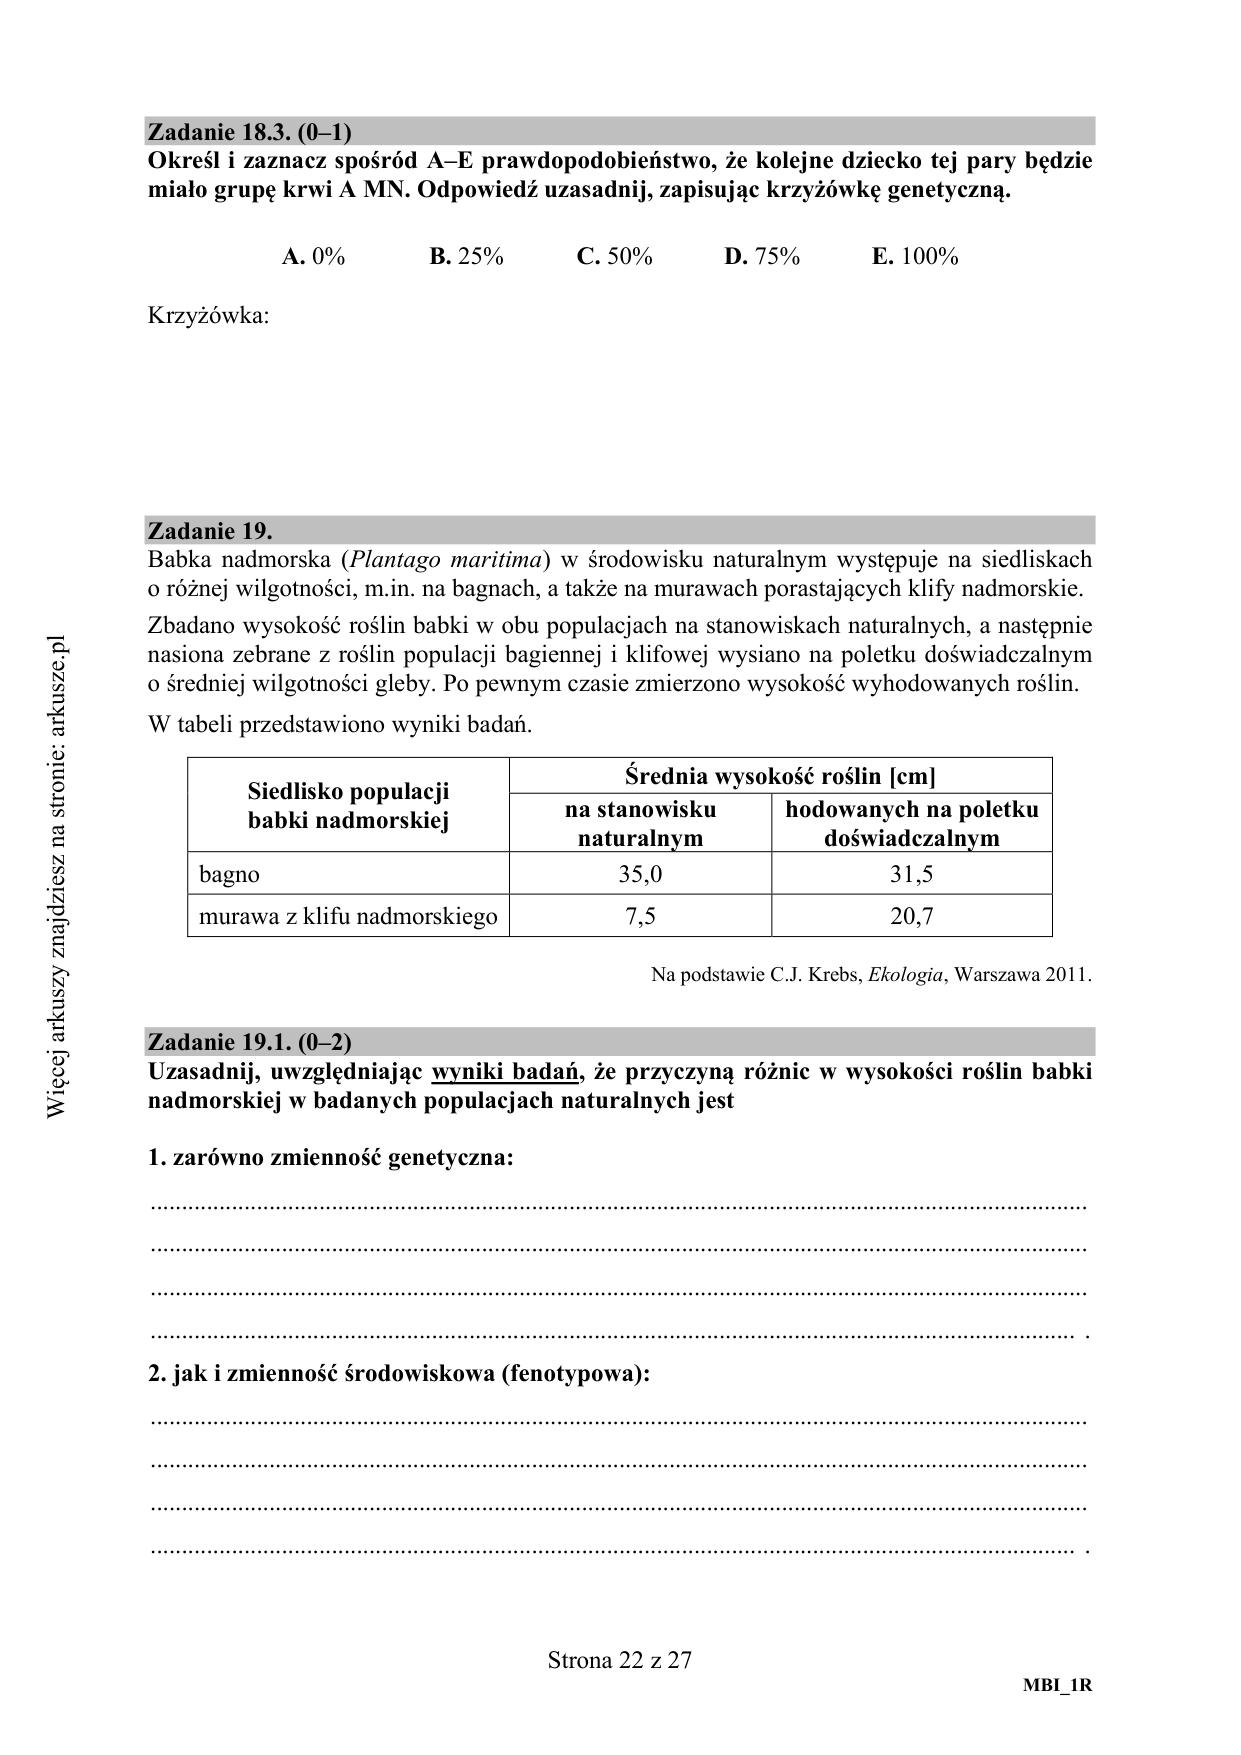 Zadanie 18.3. (0–1)
Określ i zaznacz spośród A–E prawdopodobieństwo, że kolejne dziecko tej pary będzie
miało grupę krwi A MN. Odpowiedź uzasadnij, zapisując krzyżówkę genetyczną.
A. 0% B. 25% C. 50% D. 75% E. 100%
Krzyżówka:
Zadanie 19.
Babka nadmorska (Plantago maritima) w środowisku naturalnym występuje na siedliskach
o różnej wilgotności, m.in. na bagnach, a także na murawach porastających klify nadmorskie.
Zbadano wysokość roślin babki w obu populacjach na stanowiskach naturalnych, a następnie
nasiona zebrane z roślin populacji bagiennej i klifowej wysiano na poletku doświadczalnym
o średniej wilgotności gleby. Po pewnym czasie zmierzono wysokość wyhodowanych roślin.
W tabeli przedstawiono wyniki badań.
Siedlisko populacji
babki nadmorskiej
Średnia wysokość roślin [cm]
na stanowisku
naturalnym
hodowanych na poletku
doświadczalnym
bagno 35,0 31,5
murawa z klifu nadmorskiego 7,5 20,7
Na podstawie C.J. Krebs, Ekologia, Warszawa 2011.
Zadanie 19.1. (0–2)
Uzasadnij, uwzględniając wyniki badań, że przyczyną różnic w wysokości roślin babki
nadmorskiej w badanych populacjach naturalnych jest
1. zarówno zmienność genetyczna:
2. jak i zmienność środowiskowa (fenotypowa):
Strona 22 z 27
MBI_1R
Więcej arkuszy znajdziesz na stronie: arkusze.pl